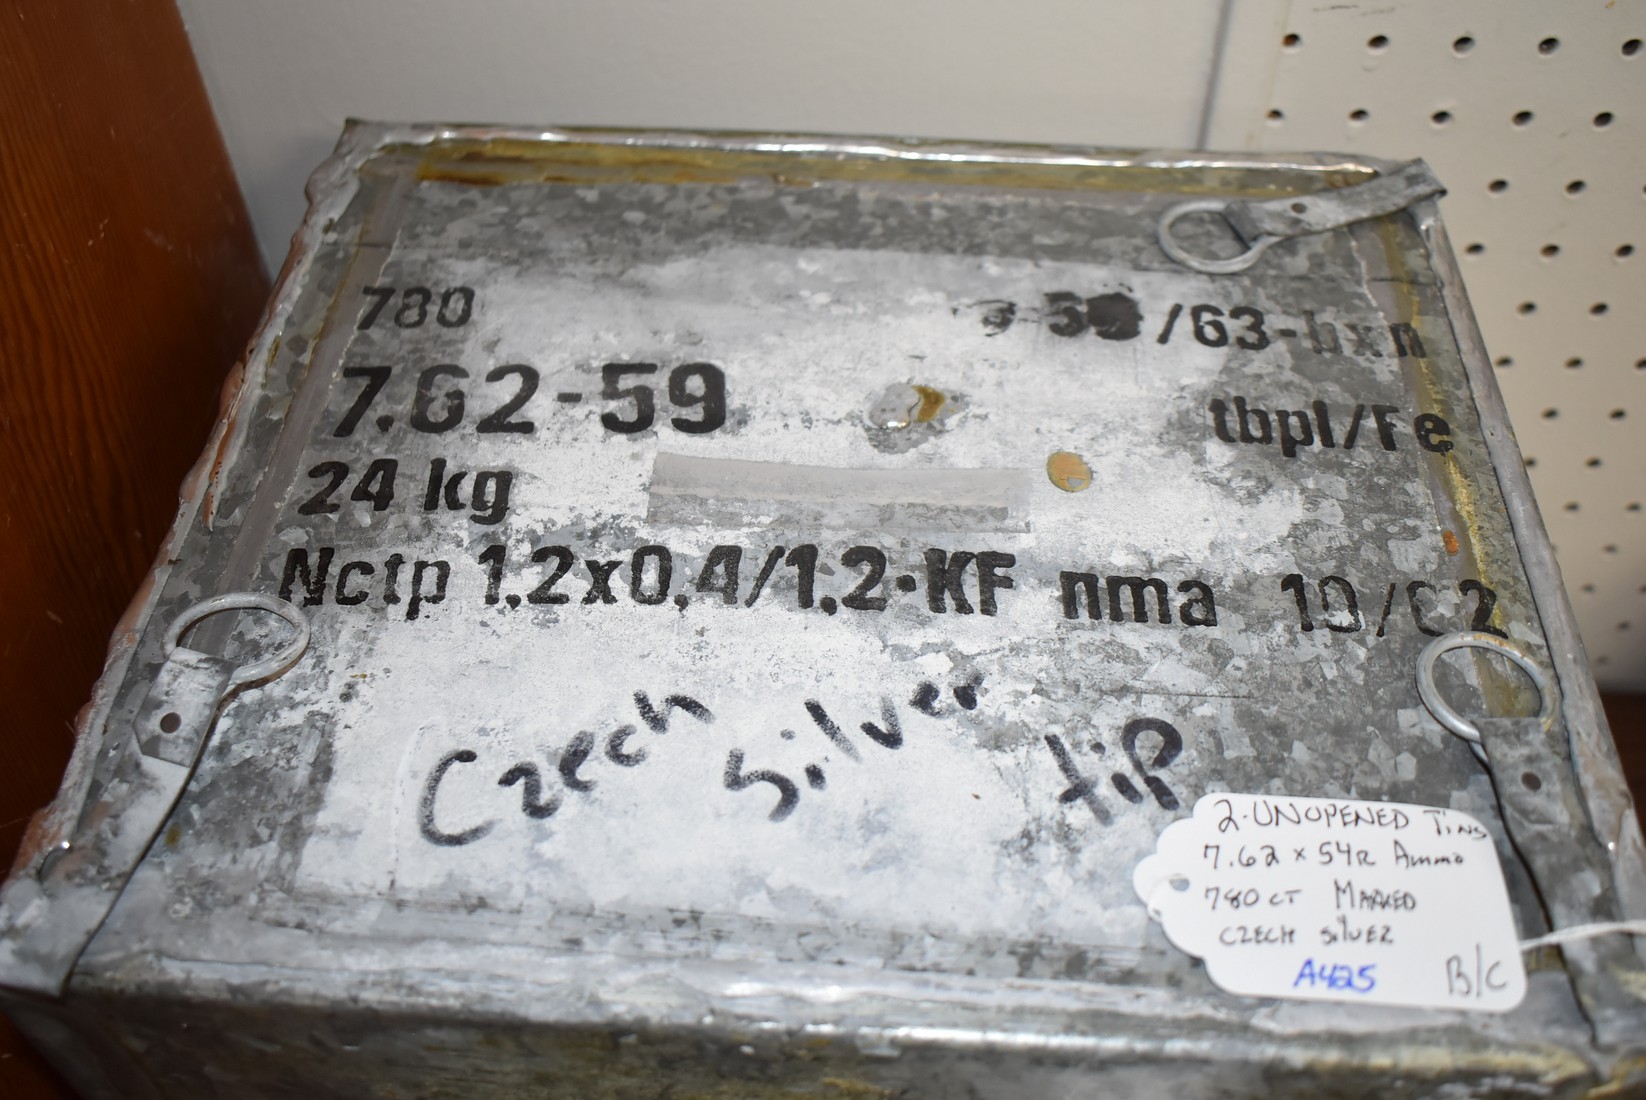 780
/63-bxn
7.62-59
tbpl/Fe
24 kg
Nctp 1,2x0,4/1,2·KF nma 10/62
Czech silver tip
2-UNOPENED TiNS
7.62 x 54R Ammo
780 CT MARKED
CZECH SILVER
A425
B/C